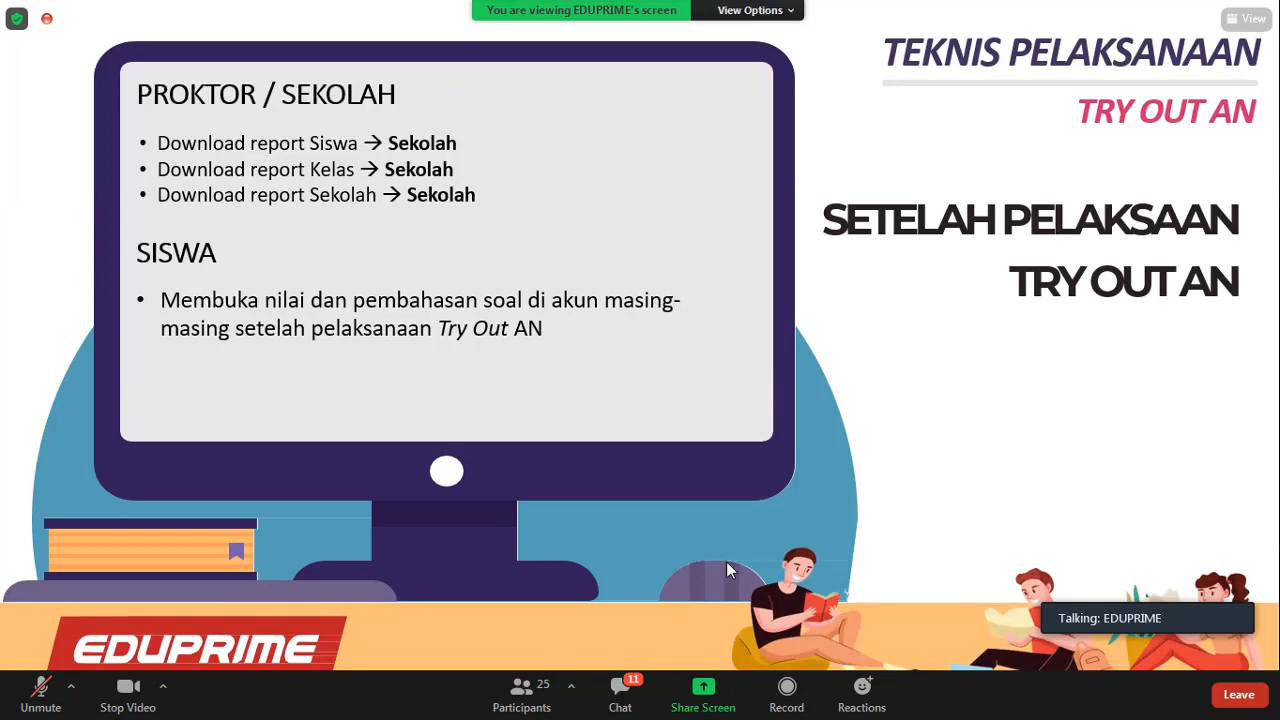 You are viewing EDUPRIME's screen
View Options
View
TEKNIS PELAKSANAAN
TRY OUT AN
PROKTOR / SEKOLAH
• Download report Siswa → Sekolah
• Download report Kelas → Sekolah
• Download report Sekolah → Sekolah
SISWA
• Membuka nilai dan pembahasan soal di akun masing-
masing setelah pelaksanaan Try Out AN
SETELAH PELAKSAAN
TRY OUT AN
EDUPRIME
Talking: EDUPRIME
Unmute
Stop Video
25
Participants
11
Chat
Share Screen
Record
Reactions
Leave